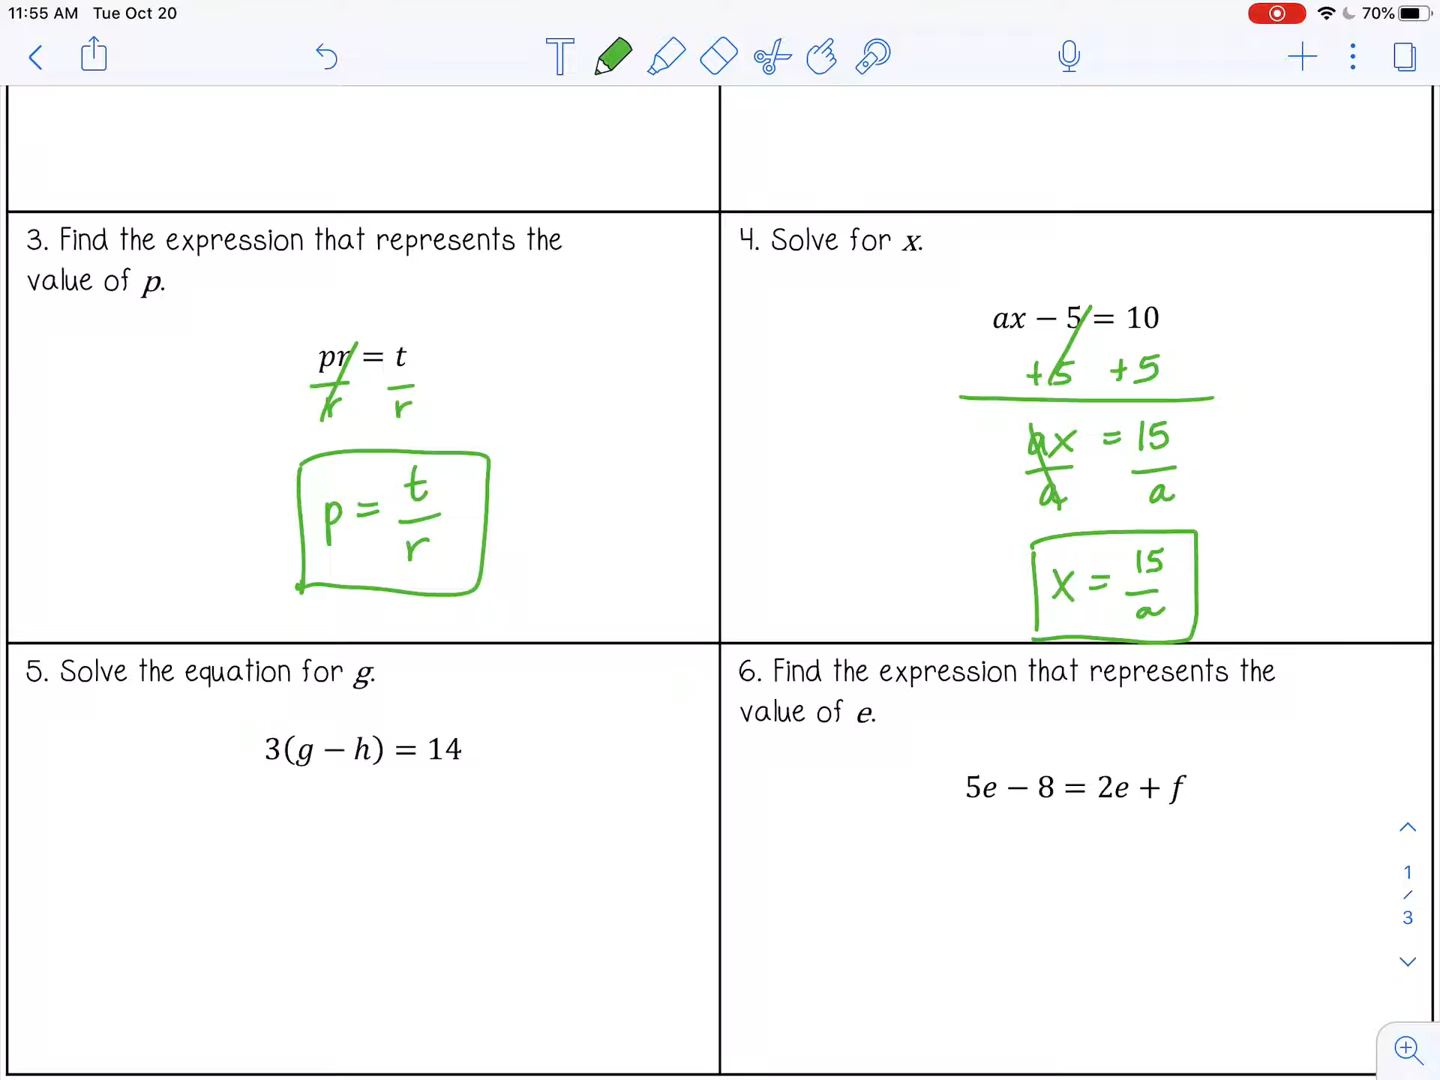 11:55 AM Tue Oct 20
70%
T
3. Find the expression that represents the
value of p.
pr = t
r r
p = t/r
4. Solve for x.
ax − 5 = 10
+5 +5
ax = 15
a a
x = 15/a
5. Solve the equation for g.
3(g − h) = 14
6. Find the expression that represents the
value of e.
5e − 8 = 2e + f
1
/
3